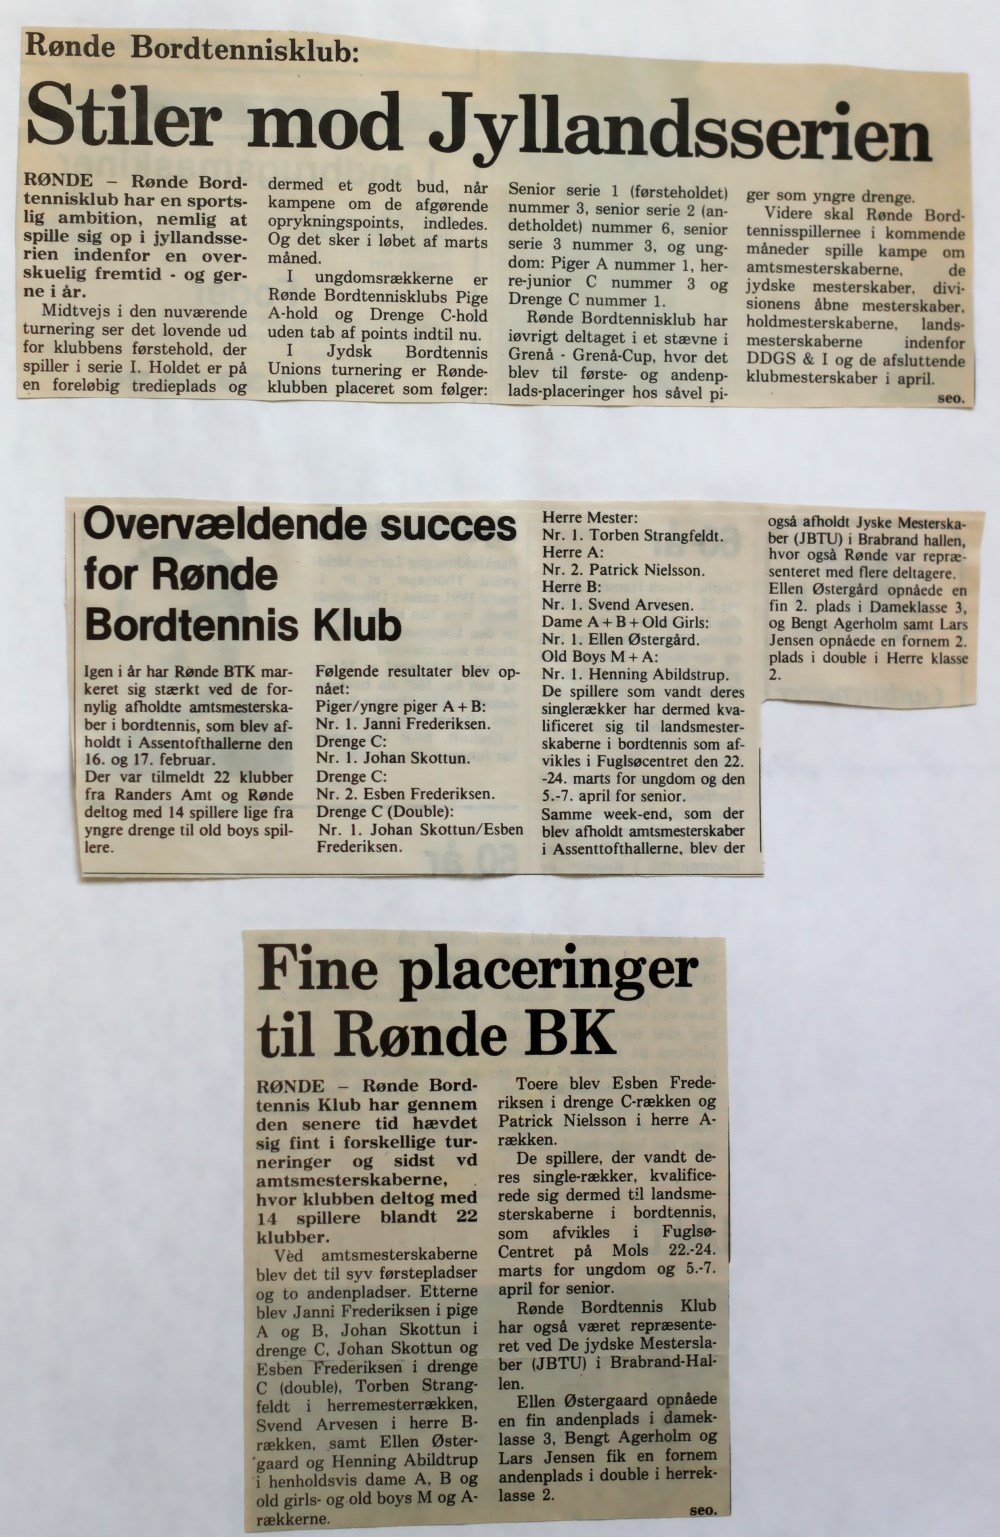 Rønde Bordtennisklub:
Stiler mod Jyllandsserien
RØNDE – Rønde Bord-
tennisklub har en sports-
lig ambition, nemlig at
spille sig op i jyllandsse-
rien indenfor en over-
skuelig fremtid - og ger-
ne i år.
Midtvejs i den nuværende
turnering ser det lovende ud
for klubbens førstehold, der
spiller i serie I. Holdet er på
en foreløbig tredieplads og
dermed et godt bud, når
kampene om de afgørende
oprykningspoints, indledes.
Og det sker i løbet af marts
måned.
I ungdomsrækkerne er
Rønde Bordtennisklubs Pige
A-hold og Drenge C-hold
uden tab af points indtil nu.
I Jydsk Bordtennis
Unions turnering er Rønde-
klubben placeret som følger:
Senior serie 1 (førsteholdet)
nummer 3, senior serie 2 (an-
detholdet) nummer 6, senior
serie 3 nummer 3, og ung-
dom: Piger A nummer 1, her-
re-junior C nummer 3 og
Drenge C nummer 1.
Rønde Bordtennisklub har
iøvrigt deltaget i et stævne i
Grenå - Grenå-Cup, hvor det
blev til første- og andenp-
lads-placeringer hos såvel pi-
ger som yngre drenge.
Videre skal Rønde Bord-
tennisspillernee i kommende
måneder spille kampe om
amtsmesterskaberne, de
jydske mesterskaber, divi-
sionens åbne mesterskaber,
holdmesterskaberne, lands-
mesterskaberne indenfor
DDGS & I og de afsluttende
klubmesterskaber i april.
seo.
Overvældende succes
for Rønde
Bordtennis Klub
Igen i år har Rønde BTK mar-
keret sig stærkt ved de for-
nylig afholdte amtsmesterska-
ber i bordtennis, som blev af-
holdt i Assentofthallerne den
16. og 17. februar.
Der var tilmeldt 22 klubber
fra Randers Amt og Rønde
deltog med 14 spillere lige fra
yngre drenge til old boys spil-
lere.
Følgende resultater blev op-
nået:
Piger/yngre piger A + B:
Nr. 1. Janni Frederiksen.
Drenge C:
Nr. 1. Johan Skottun.
Drenge C:
Nr. 2. Esben Frederiksen.
Drenge C (Double):
Nr. 1. Johan Skottun/Esben
Frederiksen.
Herre Mester:
Nr. 1. Torben Strangfeldt.
Herre A:
Nr. 2. Patrick Nielsson.
Herre B:
Nr. 1. Svend Arvesen.
Dame A + B + Old Girls:
Nr. 1. Ellen Østergård.
Old Boys M + A:
Nr. 1. Henning Abildstrup.
De spillere som vandt deres
singlerækker har dermed kva-
lificeret sig til landsmester-
skaberne i bordtennis som af-
vikles i Fuglsøcentret den 22.
-24. marts for ungdom og den
5.-7. april for senior.
Samme week-end, som der
blev afholdt amtsmesterskaber
i Assenttofthallerne, blev der
også afholdt Jyske Mesterska-
ber (JBTU) i Brabrand hallen,
hvor også Rønde var repræ-
senteret med flere deltagere.
Ellen Østergård opnåede en
fin 2. plads i Dameklasse 3,
og Bengt Agerholm samt Lars
Jensen opnåede en fornem 2.
plads i double i Herre klasse
2.
Fine placeringer
til Rønde BK
RØNDE – Rønde Bord-
tennis Klub har gennem
den senere tid hævdet
sig fint i forskellige tur-
neringer og sidst vd
amtsmesterskaberne,
hvor klubben deltog med
14 spillere blandt 22
klubber.
Ved amtsmesterskaberne
blev det til syv førstepladser
og to andenpladser. Etterne
blev Janni Frederiksen i pige
A og B, Johan Skottun i
drenge C, Johan Skottun og
Esben Frederiksen i drenge
C (double), Torben Strang-
feldt i herremesterrækken,
Svend Arvesen i herre B-
rækken, samt Ellen Øster-
gaard og Henning Abildtrup
i henholdsvis dame A, B og
old girls- og old boys M og A-
rækkerne.
Toere blev Esben Frede-
riksen i drenge C-rækken og
Patrick Nielsson i herre A-
rækken.
De spillere, der vandt de-
res single-rækker, kvalifice-
rede sig dermed til landsme-
sterskaberne i bordtennis,
som afvikles i Fuglsø-
Centret på Mols 22.-24.
marts for ungdom og 5.-7.
april for senior.
Rønde Bordtennis Klub
har også været repræsente-
ret ved De jydske Mestersla-
ber (JBTU) i Brabrand-Hal-
len.
Ellen Østergaard opnåede
en fin andenplads i damek-
lasse 3, Bengt Agerholm og
Lars Jensen fik en fornem
andenplads i double i herrek-
lasse 2.
seo.